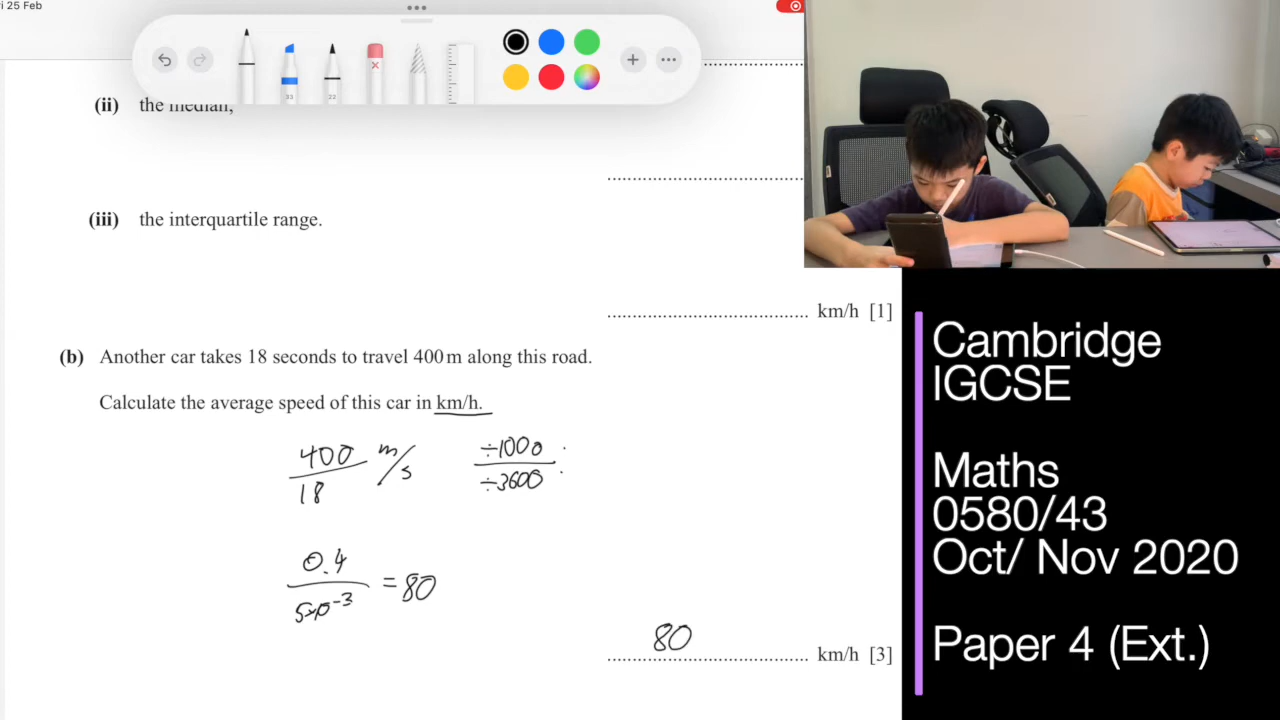 i 25 Feb
33
22
(ii) the median,
(iii) the interquartile range.
km/h [1]
(b) Another car takes 18 seconds to travel 400 m along this road.
Calculate the average speed of this car in km/h.
400 m/s ÷1000
18 ÷3600
0.4
= 80
5×10⁻³
80
km/h [3]
Cambridge
IGCSE
Maths
0580/43
Oct/ Nov 2020
Paper 4 (Ext.)